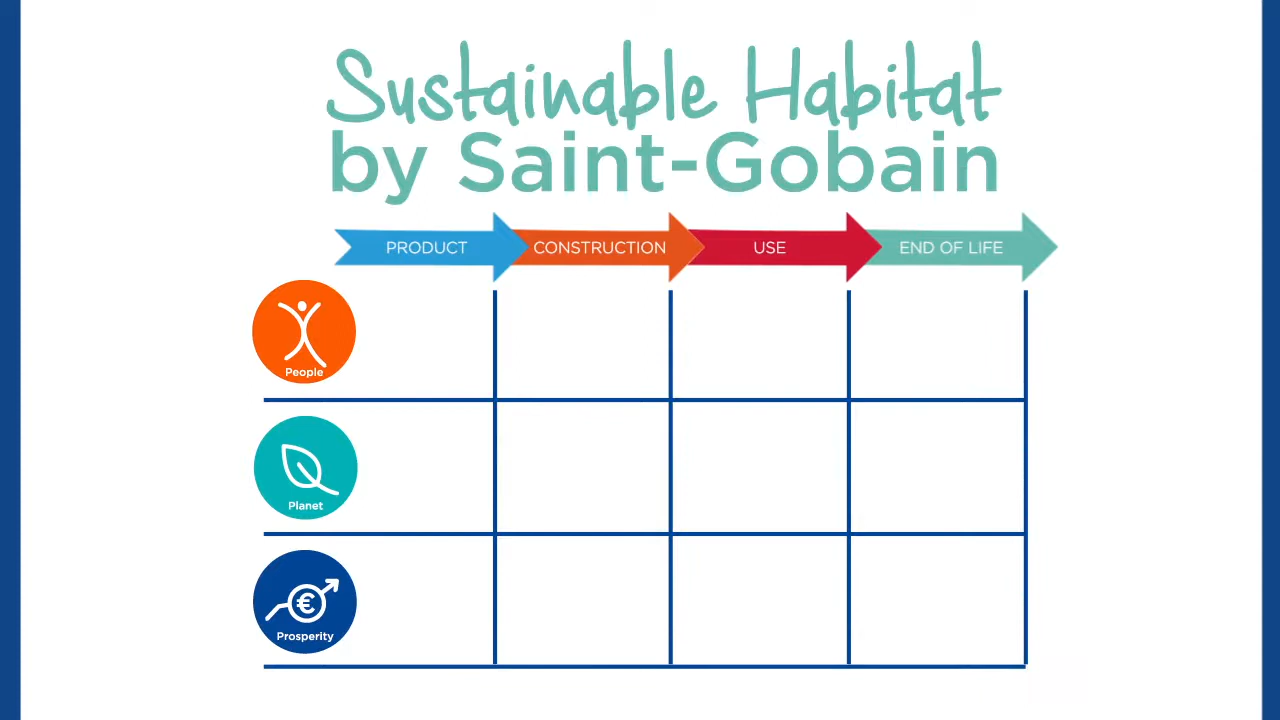 Sustainable Habitat
by Saint-Gobain
PRODUCT CONSTRUCTION USE END OF LIFE
People
Planet
€
Prosperity